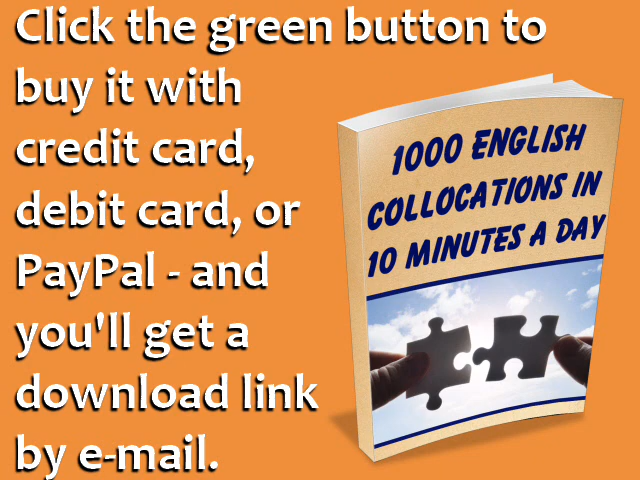 Click the green button to
buy it with
credit card,
debit card, or
PayPal - and
you'll get a
download link
by e-mail.
1000 ENGLISH
COLLOCATIONS IN
10 MINUTES A DAY